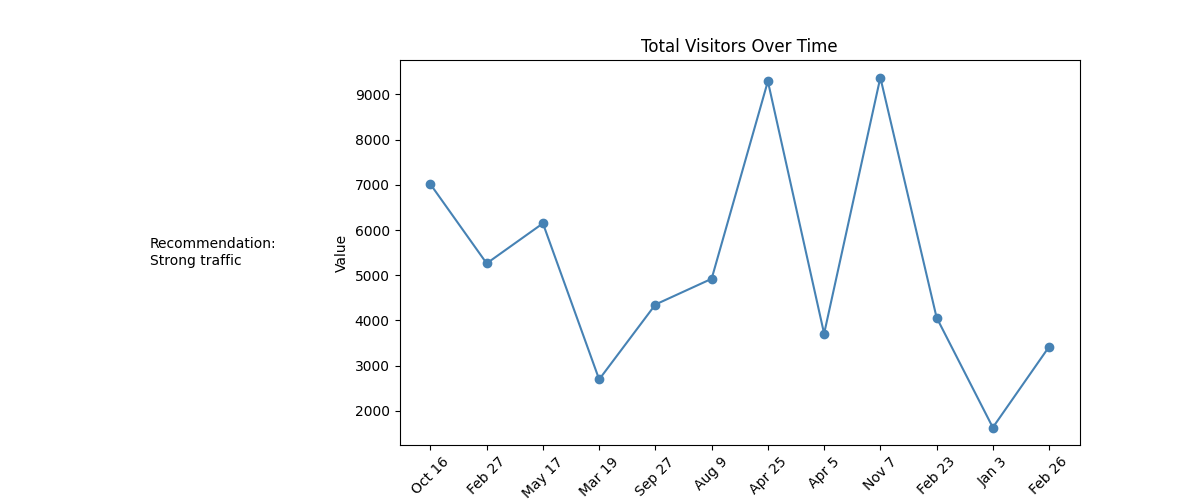 Total Visitors Over Time
Recommendation:
Strong traffic
Value
9000
8000
7000
6000
5000
4000
3000
2000
Oct 16
Feb 27
May 17
Mar 19
Sep 27
Aug 9
Apr 25
Apr 5
Nov 7
Feb 23
Jan 3
Feb 26